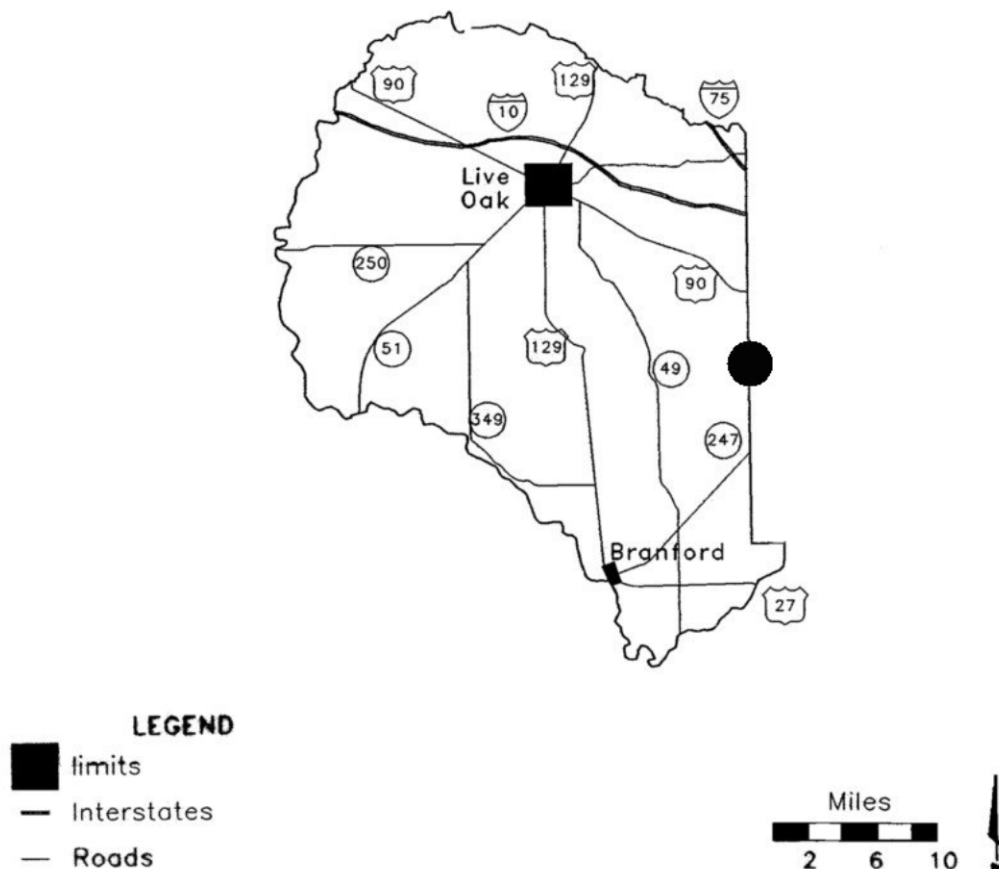 90
129
10
75
Live
Oak
250
90
51
129
49
349
247
Branford
27
LEGEND
limits
Interstates
Roads
Miles
2 6 10